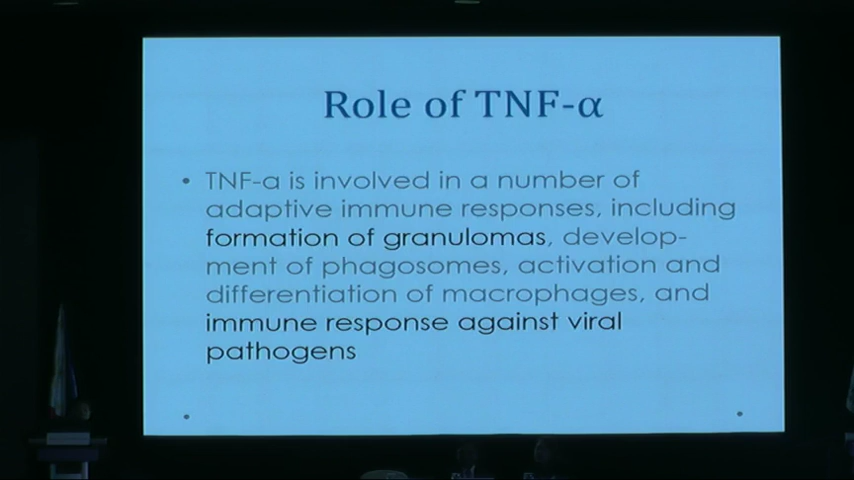 Role of TNF-α
• TNF-α is involved in a number of
adaptive immune responses, including
formation of granulomas, develop-
ment of phagosomes, activation and
differentiation of macrophages, and
immune response against viral
pathogens